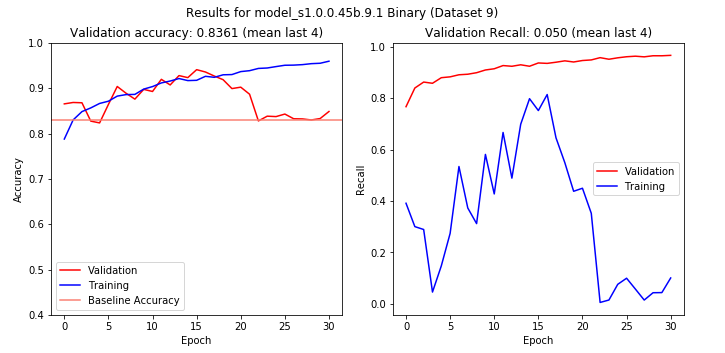 Results for model_s1.0.0.45b.9.1 Binary (Dataset 9)
Validation accuracy: 0.8361 (mean last 4)
1.0
0.9
0.8
0.7
0.6
0.5
0.4
Accuracy
0
5
10
15
20
25
30
Epoch
Validation
Training
Baseline Accuracy
Validation Recall: 0.050 (mean last 4)
1.0
0.8
0.6
0.4
0.2
0.0
Recall
0
5
10
15
20
25
30
Epoch
Validation
Training